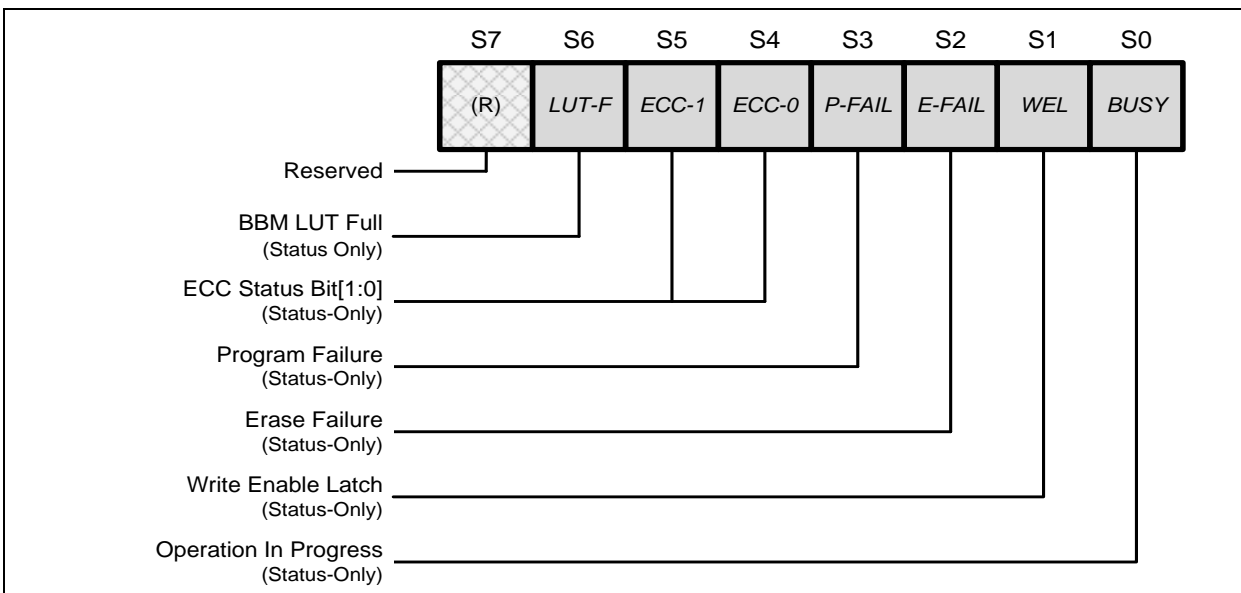 S7 S6 S5 S4 S3 S2 S1 S0
(R) LUT-F ECC-1 ECC-0 P-FAIL E-FAIL WEL BUSY
Reserved
BBM LUT Full
(Status Only)
ECC Status Bit[1:0]
(Status-Only)
Program Failure
(Status-Only)
Erase Failure
(Status-Only)
Write Enable Latch
(Status-Only)
Operation In Progress
(Status-Only)